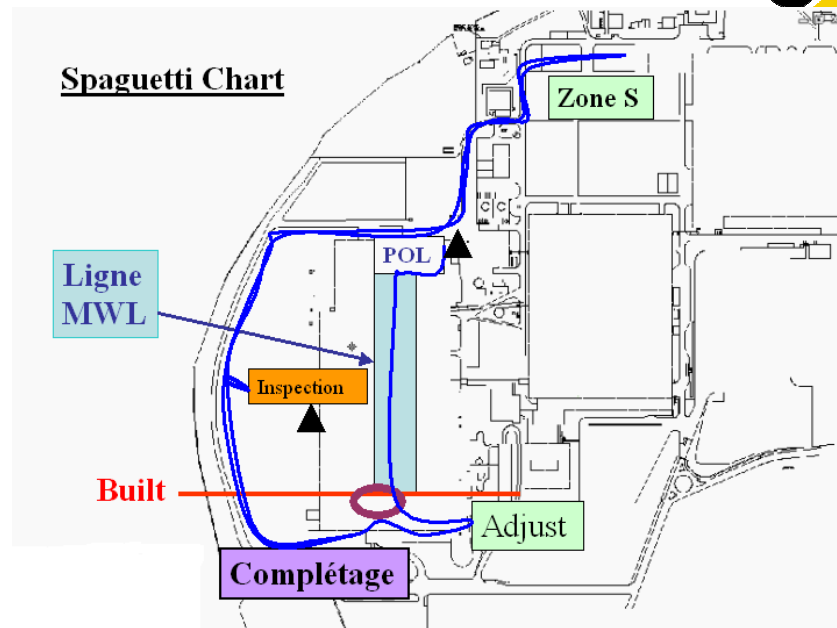 Spaguetti Chart
Zone S
POL
Ligne
MWL
Inspection
Built
Adjust
Complétage